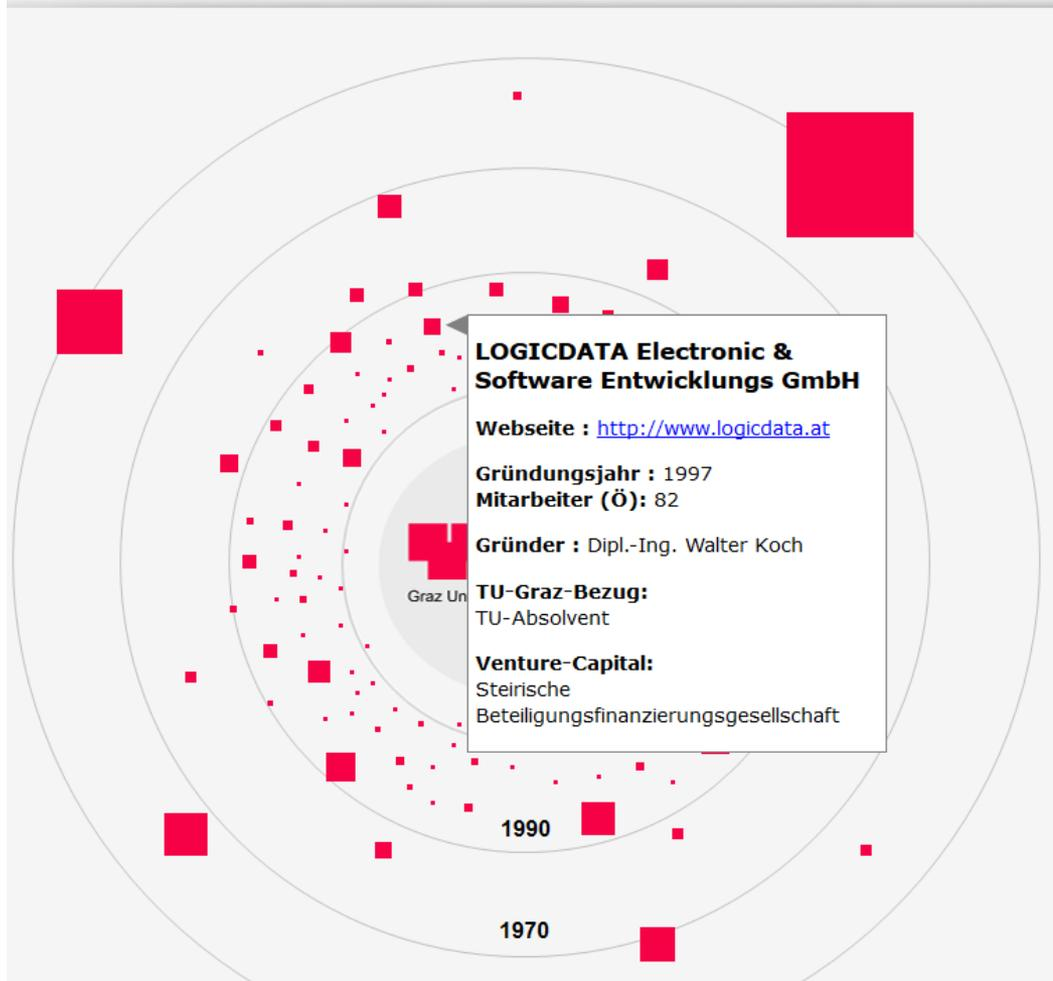 LOGICDATA Electronic &
Software Entwicklungs GmbH
Webseite : http://www.logicdata.at
Gründungsjahr : 1997
Mitarbeiter (Ö): 82
Gründer : Dipl.-Ing. Walter Koch
TU-Graz-Bezug:
TU-Absolvent
Venture-Capital:
Steirische
Beteiligungsfinanzierungsgesellschaft
Graz Un
1990
1970